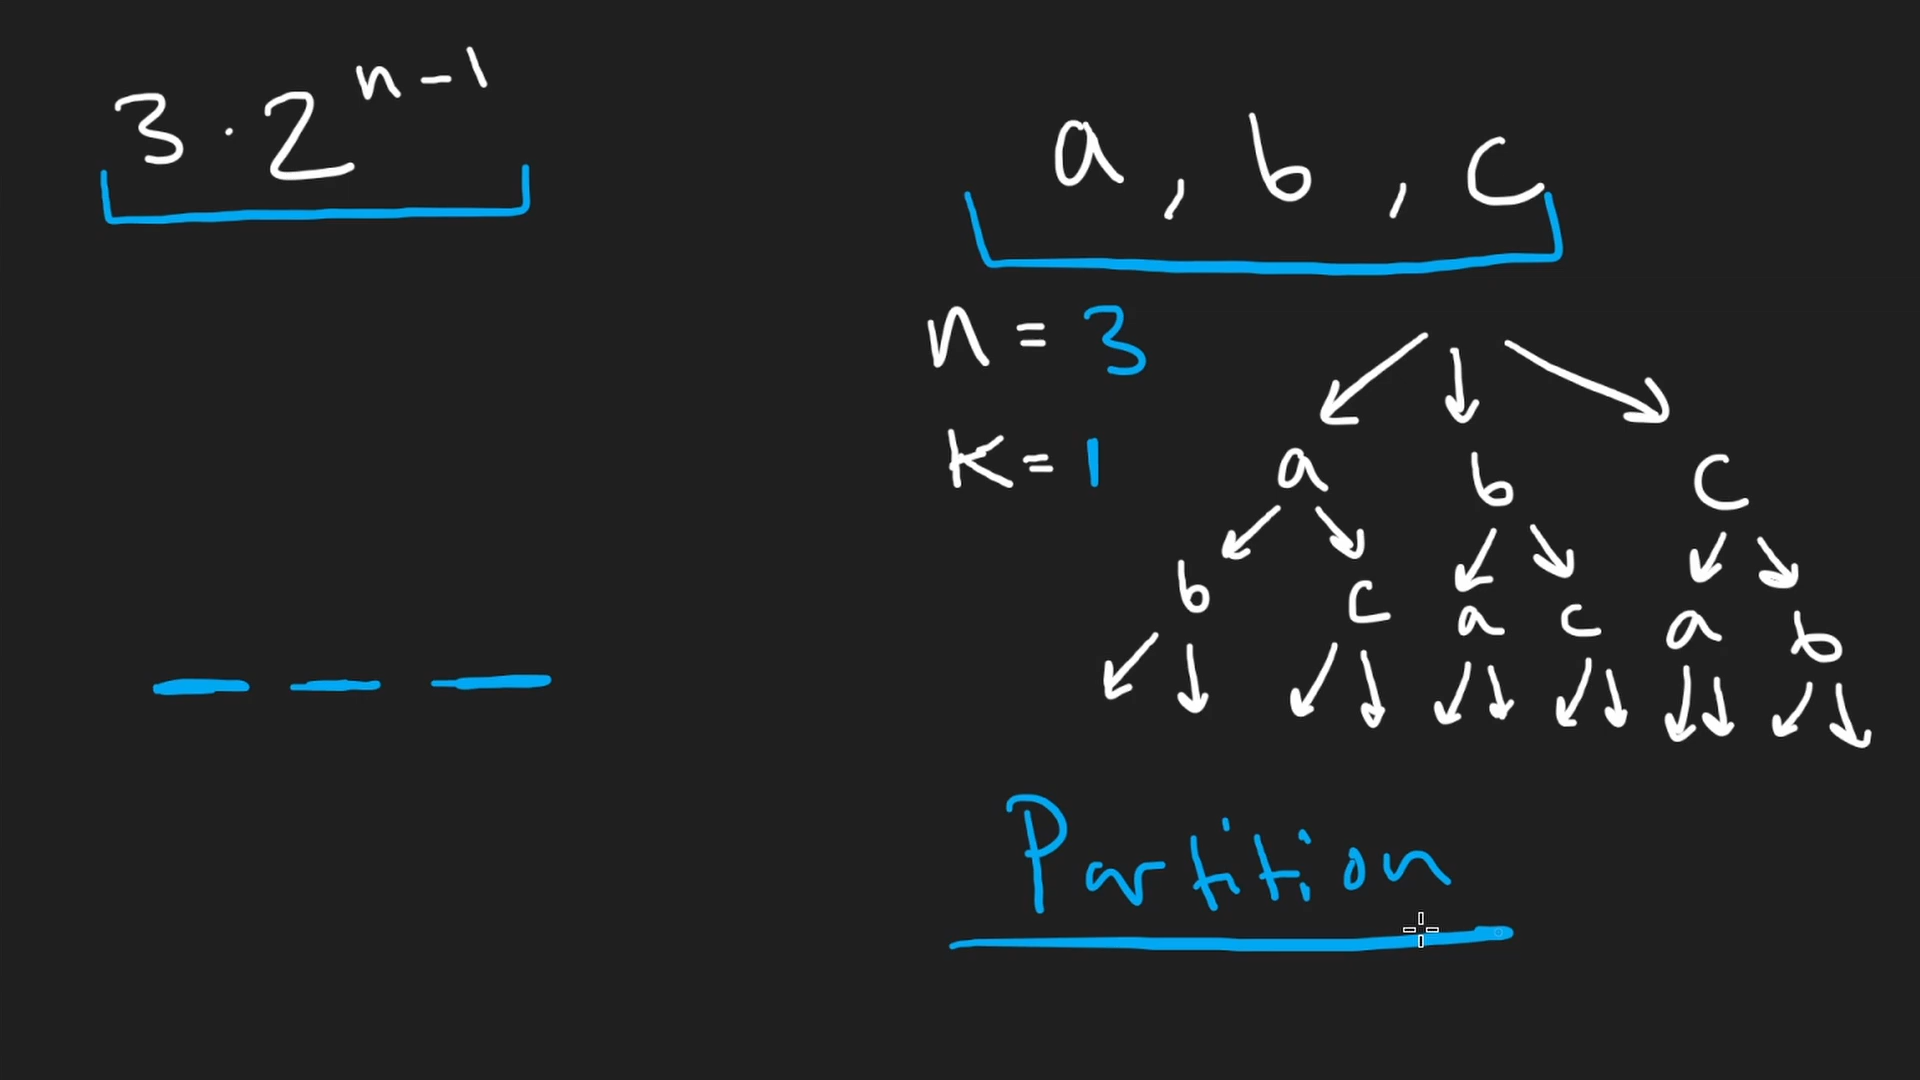 3 · 2^{n-1}
a , b , c
n = 3
k = 1
a b c
b c a c a b
Partition